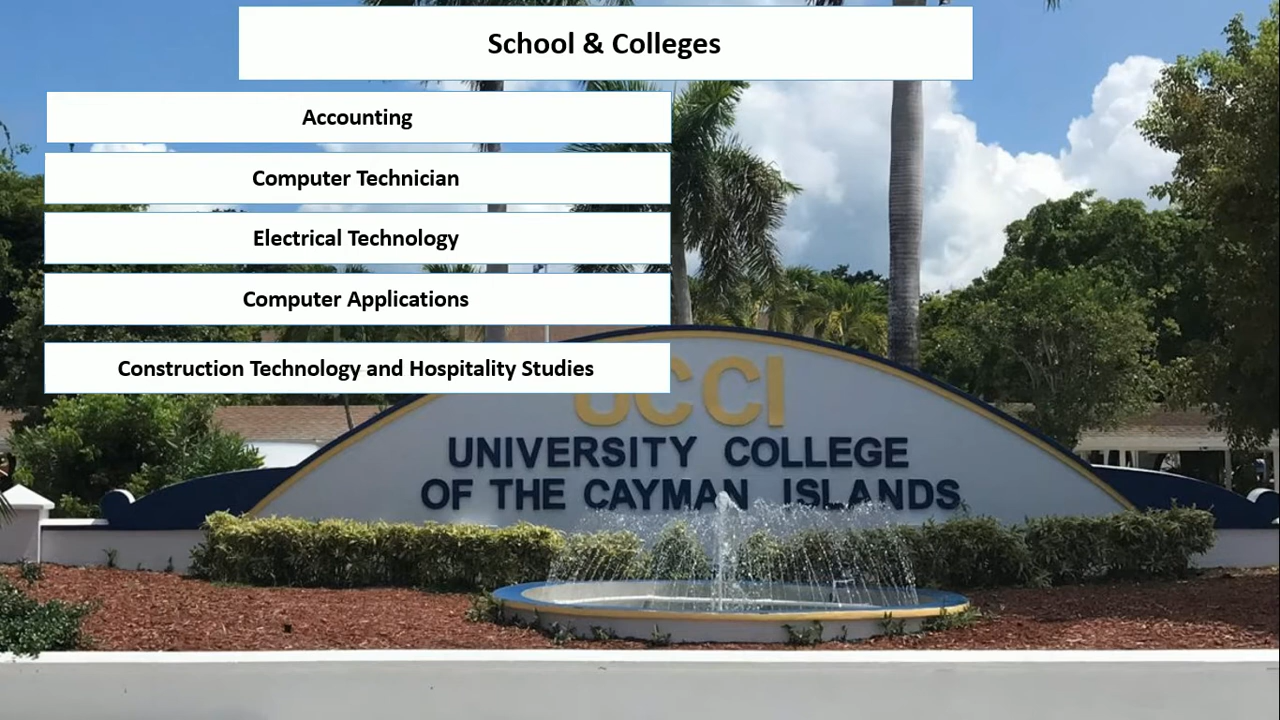 School & Colleges
Accounting
Computer Technician
Electrical Technology
Computer Applications
Construction Technology and Hospitality Studies
UCCI
UNIVERSITY COLLEGE
OF THE CAYMAN ISLANDS